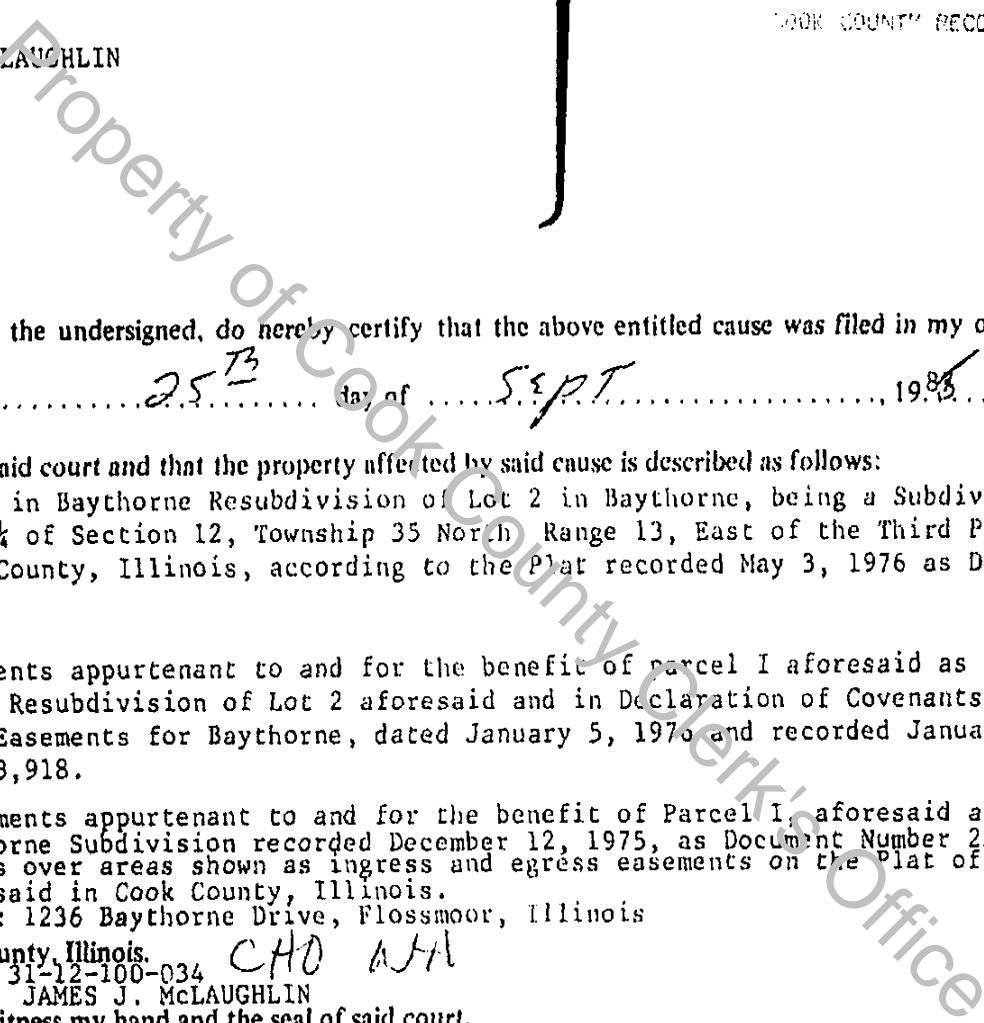 COOK COUNTY RECO
LAUGHLIN
the undersigned, do hereby certify that the above entitled cause was filed in my o
25TH day of SEPT, 1985
aid court and that the property affected by said cause is described as follows:
in Baythorne Resubdivision of Lot 2 in Baythorne, being a Subdiv
¼ of Section 12, Township 35 North Range 13, East of the Third P
County, Illinois, according to the Plat recorded May 3, 1976 as D
ents appurtenant to and for the benefit of parcel I aforesaid as
Resubdivision of Lot 2 aforesaid and in Declaration of Covenants
Easements for Baythorne, dated January 5, 1976 and recorded Janua
3,918.
ments appurtenant to and for the benefit of Parcel I, aforesaid a
orne Subdivision recorded December 12, 1975, as Document Number 2
s over areas shown as ingress and egress easements on the Plat of
said in Cook County, Illinois.
: 1236 Baythorne Drive, Flossmoor, Illinois
unty, Illinois.
31-12-100-034 CHO
JAMES J. McLAUGHLIN
itness my hand and the seal of said court.
Property of Cook County Clerk's Office